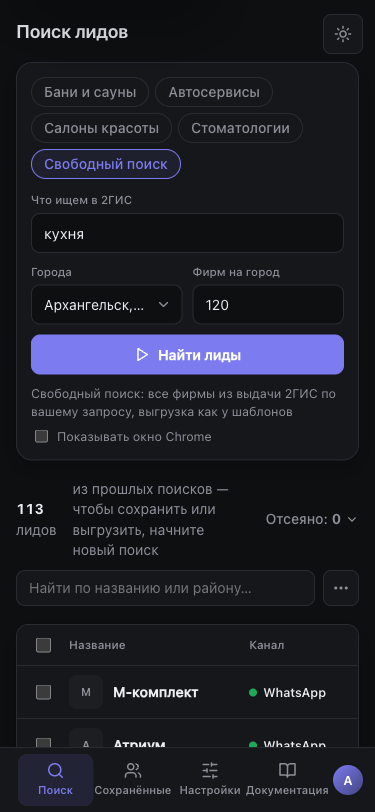 Поиск лидов
Бани и сауны
Автосервисы
Салоны красоты
Стоматологии
Свободный поиск
Что ищем в 2ГИС
кухня
Города
Фирм на город
Архангельск,...
120
Найти лиды
Свободный поиск: все фирмы из выдачи 2ГИС по
вашему запросу, выгрузка как у шаблонов
Показывать окно Chrome
113
лидов
из прошлых поисков —
чтобы сохранить или
выгрузить, начните
новый поиск
Отсеяно: 0
Найти по названию или району...
Название
Канал
М
М-комплект
WhatsApp
А
Атриум
WhatsApp
Поиск
Сохранённые
Настройки
Документация
A